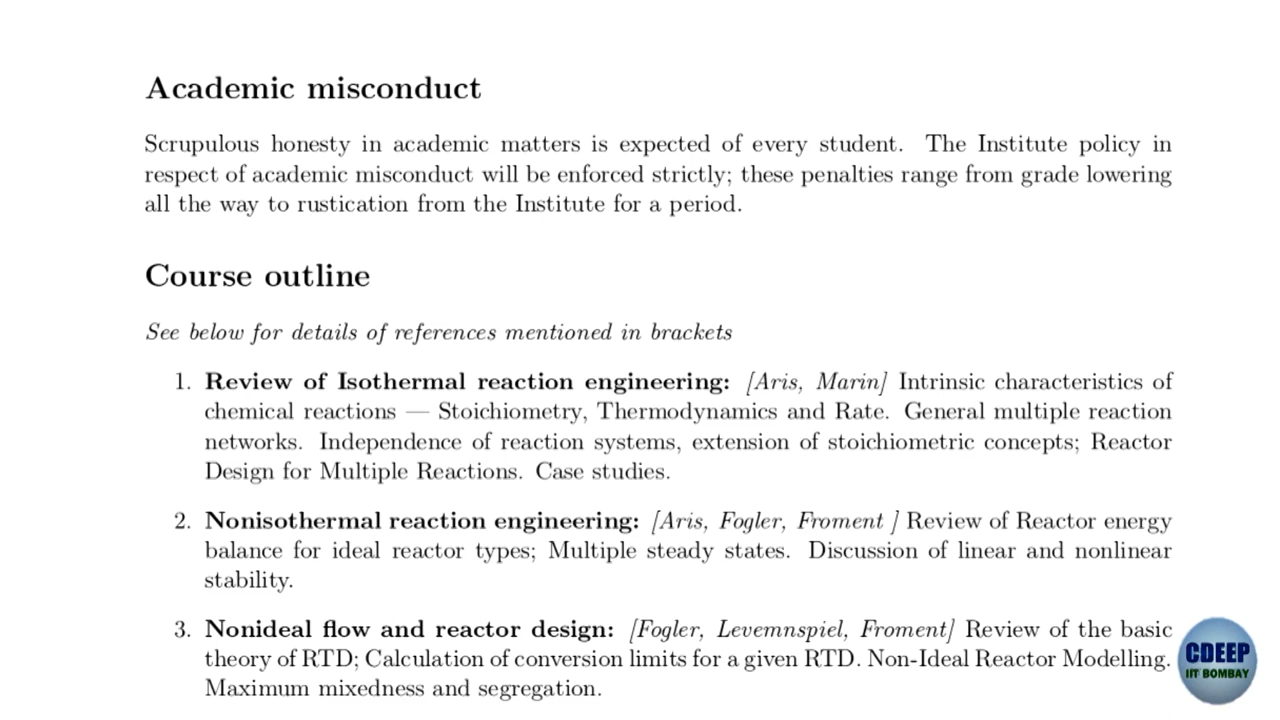 Academic misconduct
Scrupulous honesty in academic matters is expected of every student. The Institute policy in
respect of academic misconduct will be enforced strictly; these penalties range from grade lowering
all the way to rustication from the Institute for a period.
Course outline
See below for details of references mentioned in brackets
1. Review of Isothermal reaction engineering: [Aris, Marin] Intrinsic characteristics of
chemical reactions — Stoichiometry, Thermodynamics and Rate. General multiple reaction
networks. Independence of reaction systems, extension of stoichiometric concepts; Reactor
Design for Multiple Reactions. Case studies.
2. Nonisothermal reaction engineering: [Aris, Fogler, Froment ] Review of Reactor energy
balance for ideal reactor types; Multiple steady states. Discussion of linear and nonlinear
stability.
3. Nonideal flow and reactor design: [Fogler, Levemnspiel, Froment] Review of the basic
theory of RTD; Calculation of conversion limits for a given RTD. Non-Ideal Reactor Modelling.
Maximum mixedness and segregation.
CDEEP
IIT BOMBAY